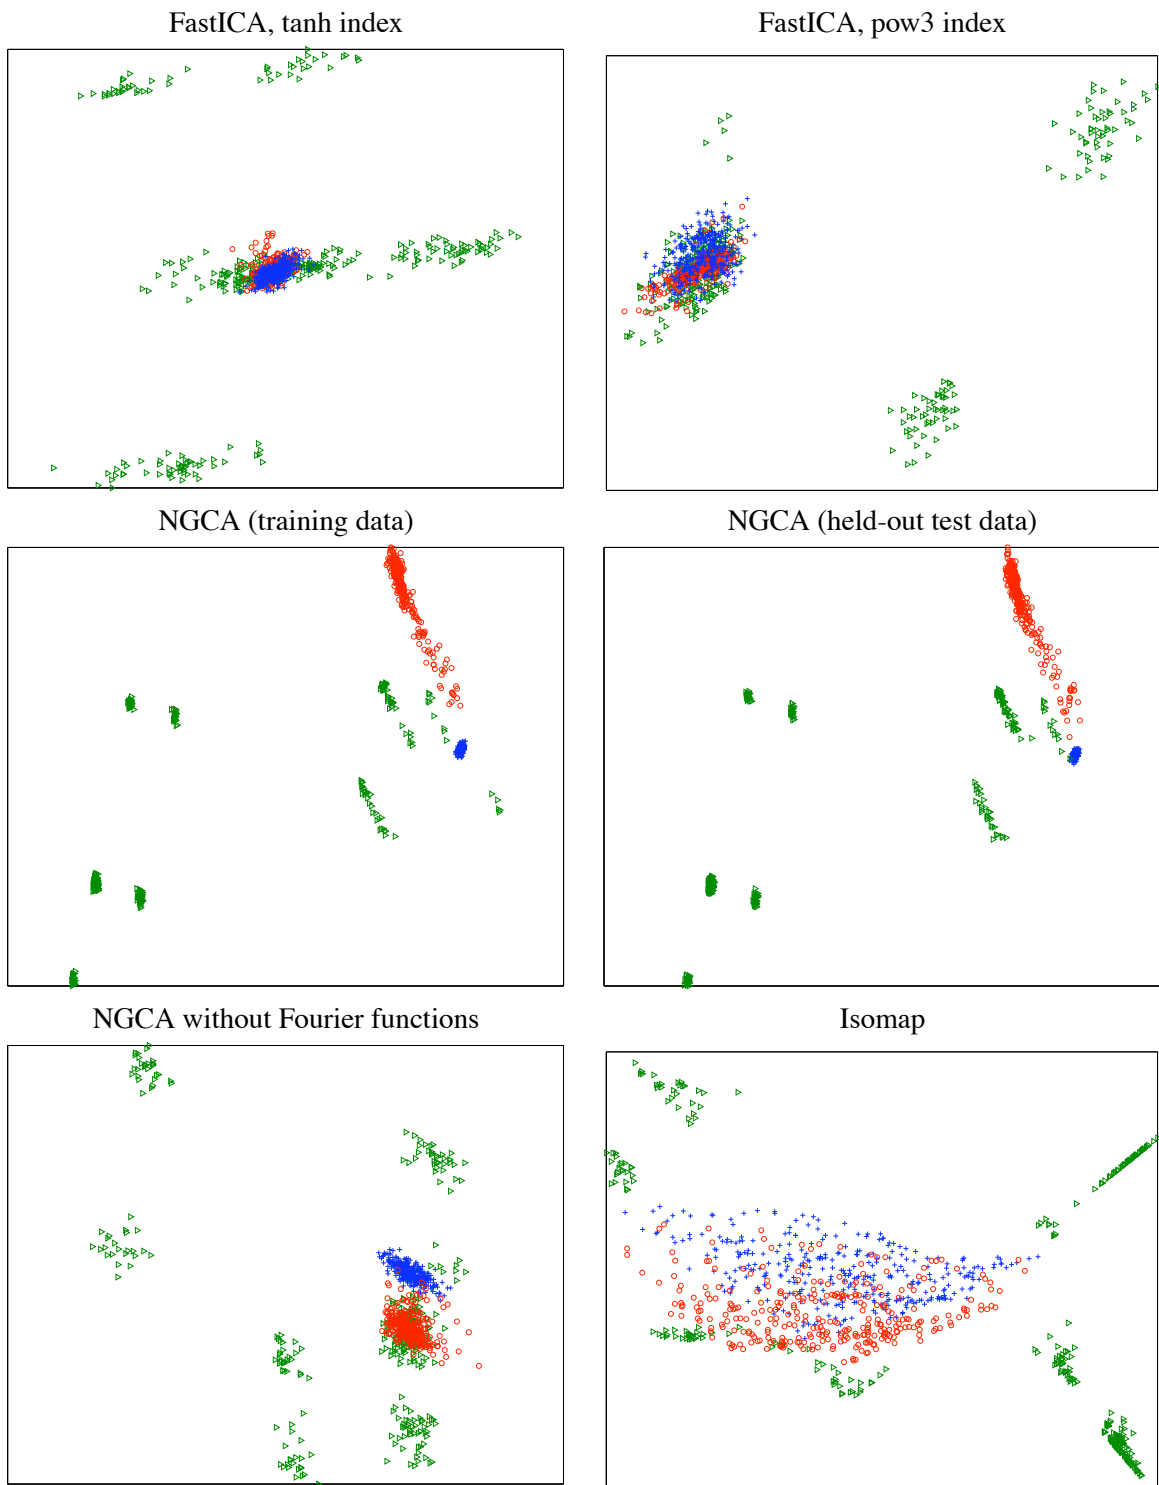 FastICA, tanh index
FastICA, pow3 index
NGCA (training data)
NGCA (held-out test data)
NGCA without Fourier functions
Isomap